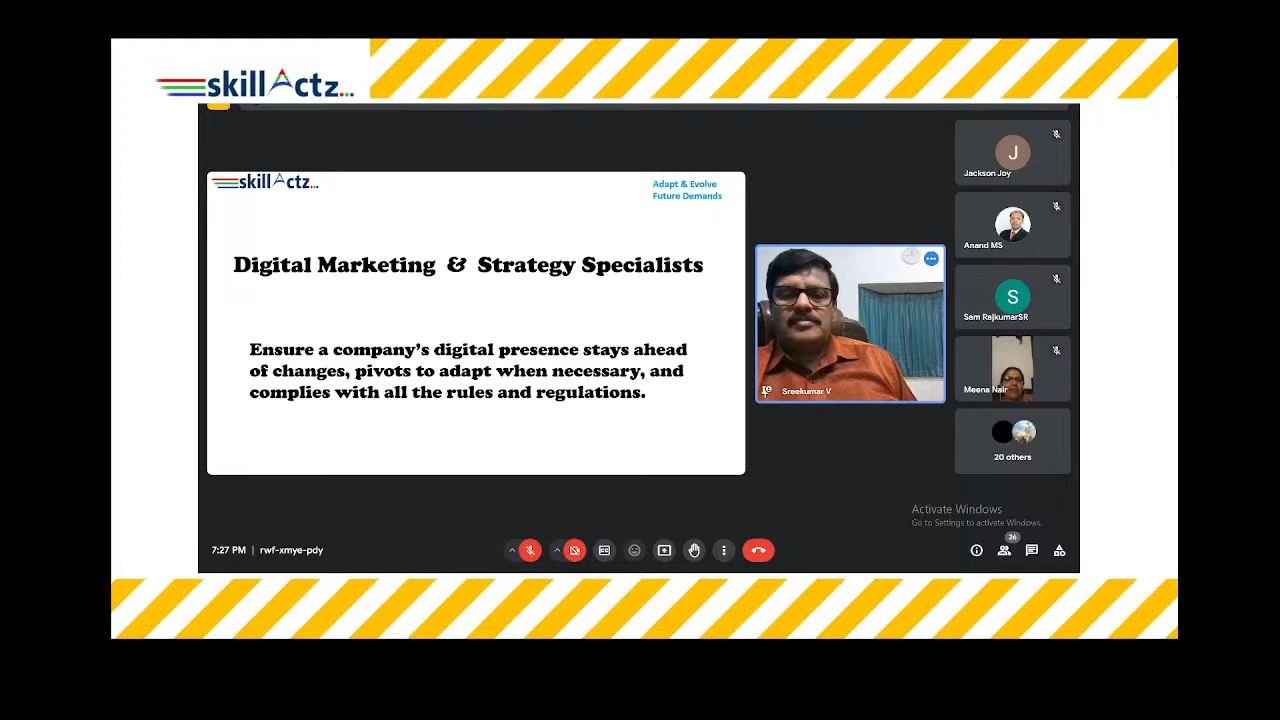 skillActz...
skillActz...
Adapt & Evolve
Future Demands
Digital Marketing & Strategy Specialists
Ensure a company's digital presence stays ahead
of changes, pivots to adapt when necessary, and
complies with all the rules and regulations.
Sreekumar V
J
Jackson Joy
Anand MS
S
Sam RajkumarSR
Meena Nair
20 others
Activate Windows
Go to Settings to activate Windows.
7:27 PM | rwf-xmye-pdy
CC
26